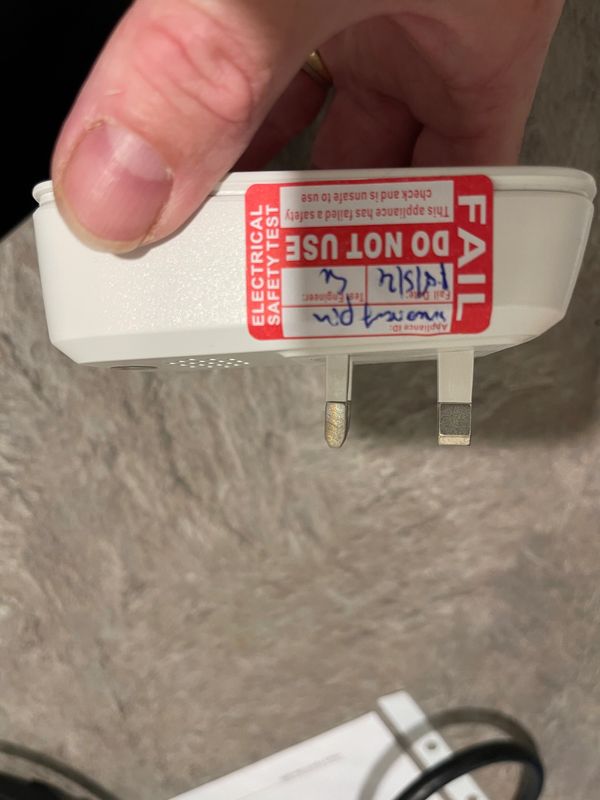 FAIL
Appliance ID:
pin
Fail Date:
Test Engineer:
DO NOT USE
This appliance has failed a safety
check and is unsafe to use
ELECTRICAL
SAFETY TEST